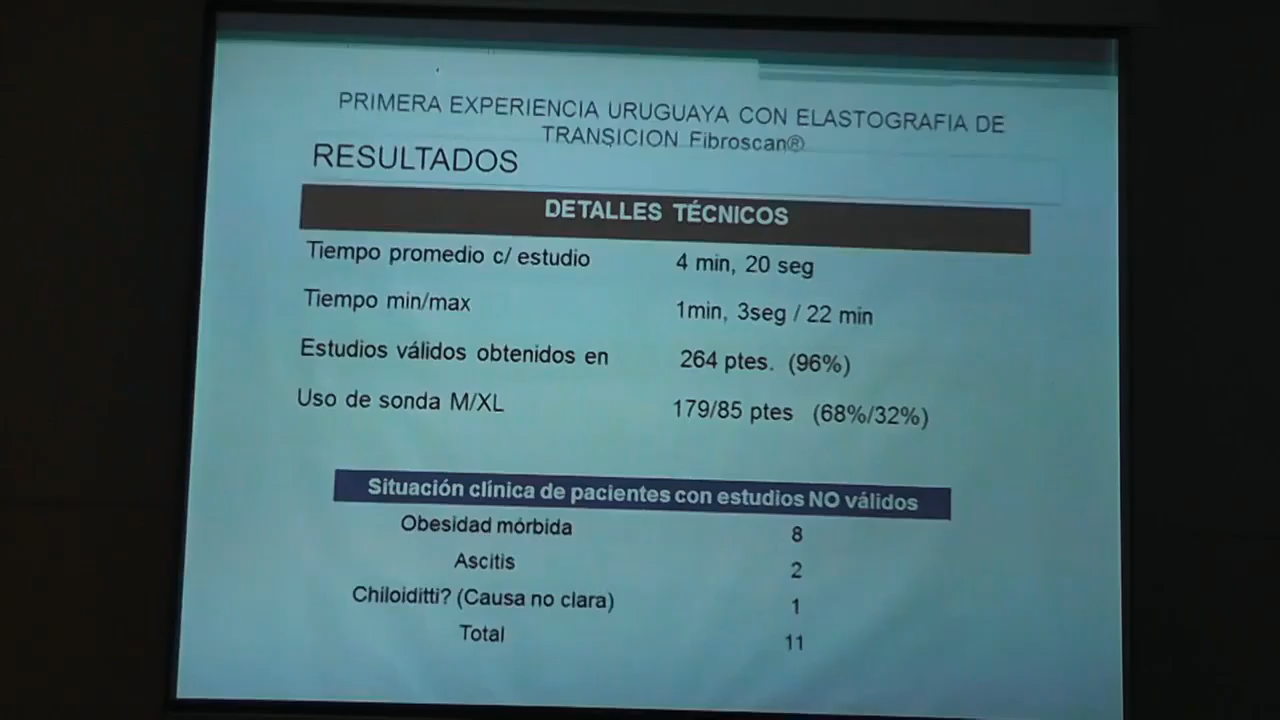 PRIMERA EXPERIENCIA URUGUAYA CON ELASTOGRAFIA DE
TRANSICION Fibroscan®
RESULTADOS
DETALLES TÉCNICOS
Tiempo promedio c/ estudio 4 min, 20 seg
Tiempo min/max 1min, 3seg / 22 min
Estudios válidos obtenidos en 264 ptes. (96%)
Uso de sonda M/XL 179/85 ptes (68%/32%)
Situación clínica de pacientes con estudios NO válidos
Obesidad mórbida 8
Ascitis 2
Chiloiditti? (Causa no clara) 1
Total 11